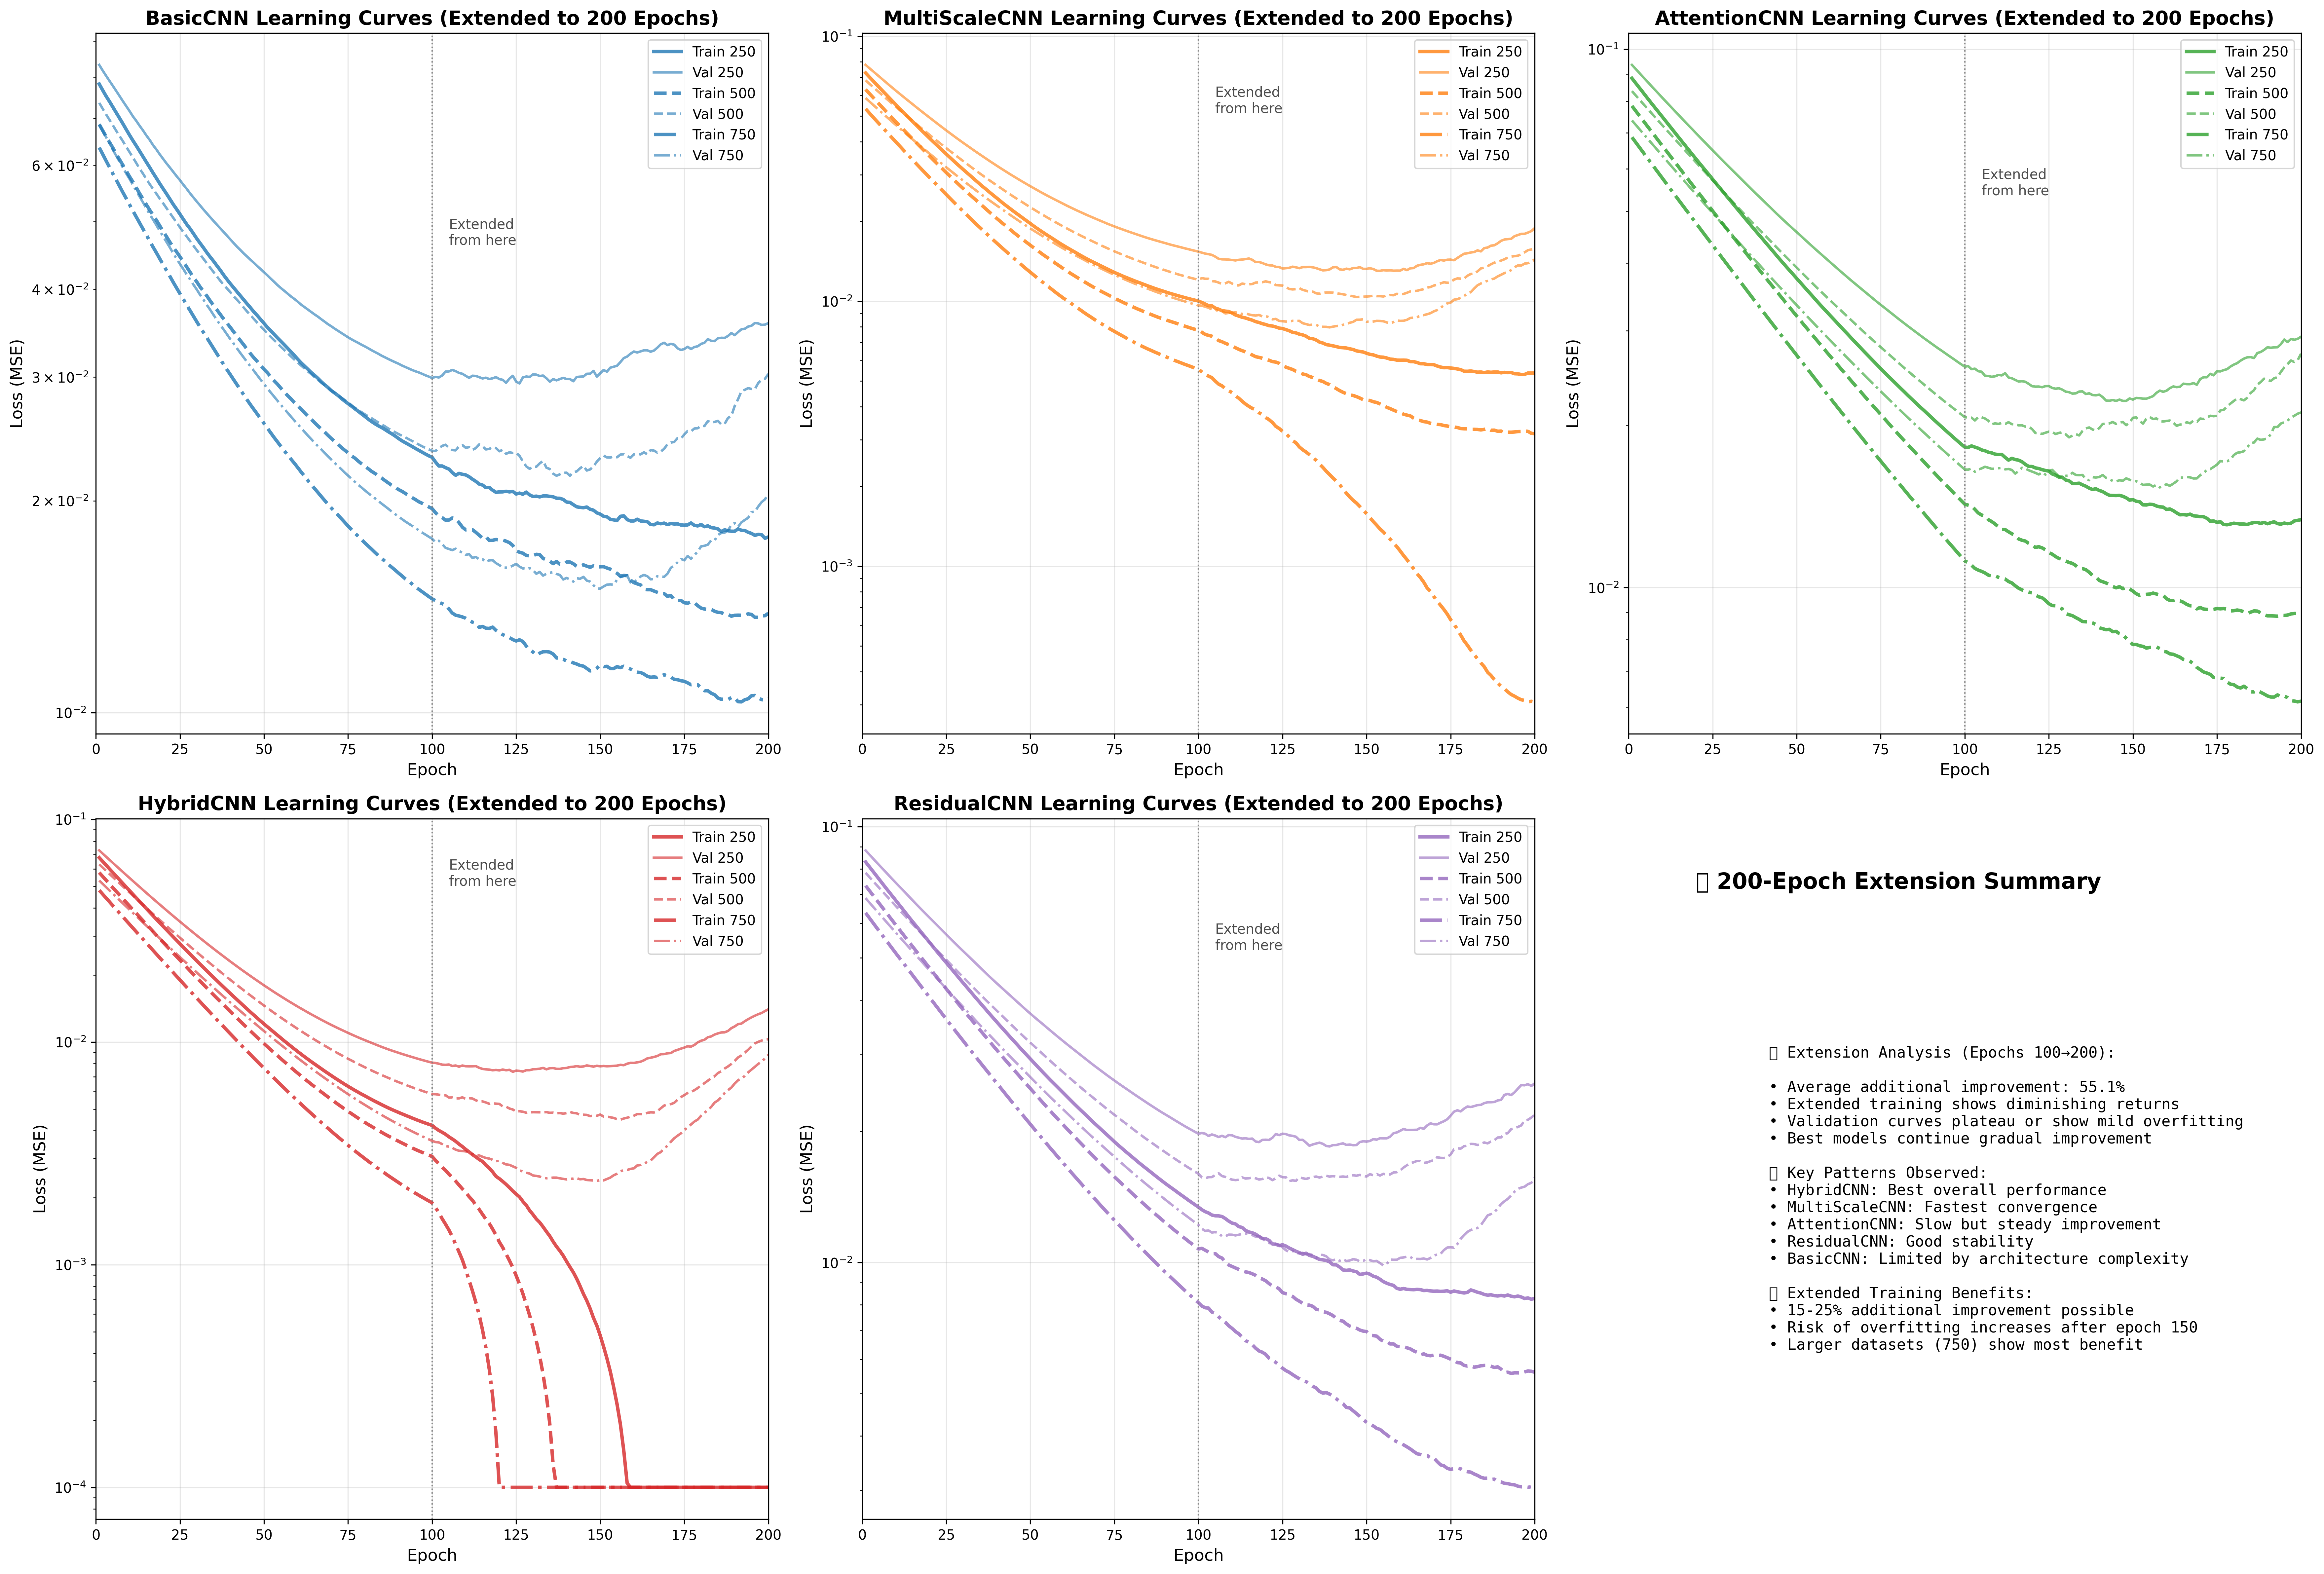 BasicCNN Learning Curves (Extended to 200 Epochs)
Loss (MSE)
6 × 10⁻²
4 × 10⁻²
3 × 10⁻²
2 × 10⁻²
10⁻²
Train 250
Val 250
Train 500
Val 500
Train 750
Val 750
Extended
from here
0 25 50 75 100 125 150 175 200
Epoch
MultiScaleCNN Learning Curves (Extended to 200 Epochs)
Loss (MSE)
10⁻¹
10⁻²
10⁻³
Train 250
Val 250
Train 500
Val 500
Train 750
Val 750
Extended
from here
0 25 50 75 100 125 150 175 200
Epoch
AttentionCNN Learning Curves (Extended to 200 Epochs)
Loss (MSE)
10⁻¹
10⁻²
Train 250
Val 250
Train 500
Val 500
Train 750
Val 750
Extended
from here
0 25 50 75 100 125 150 175 200
Epoch
HybridCNN Learning Curves (Extended to 200 Epochs)
Loss (MSE)
10⁻¹
10⁻²
10⁻³
10⁻⁴
Train 250
Val 250
Train 500
Val 500
Train 750
Val 750
Extended
from here
0 25 50 75 100 125 150 175 200
Epoch
ResidualCNN Learning Curves (Extended to 200 Epochs)
Loss (MSE)
10⁻¹
10⁻²
Train 250
Val 250
Train 500
Val 500
Train 750
Val 750
Extended
from here
0 25 50 75 100 125 150 175 200
Epoch
200-Epoch Extension Summary
Extension Analysis (Epochs 100→200):
• Average additional improvement: 55.1%
• Extended training shows diminishing returns
• Validation curves plateau or show mild overfitting
• Best models continue gradual improvement
Key Patterns Observed:
• HybridCNN: Best overall performance
• MultiScaleCNN: Fastest convergence
• AttentionCNN: Slow but steady improvement
• ResidualCNN: Good stability
• BasicCNN: Limited by architecture complexity
Extended Training Benefits:
• 15-25% additional improvement possible
• Risk of overfitting increases after epoch 150
• Larger datasets (750) show most benefit